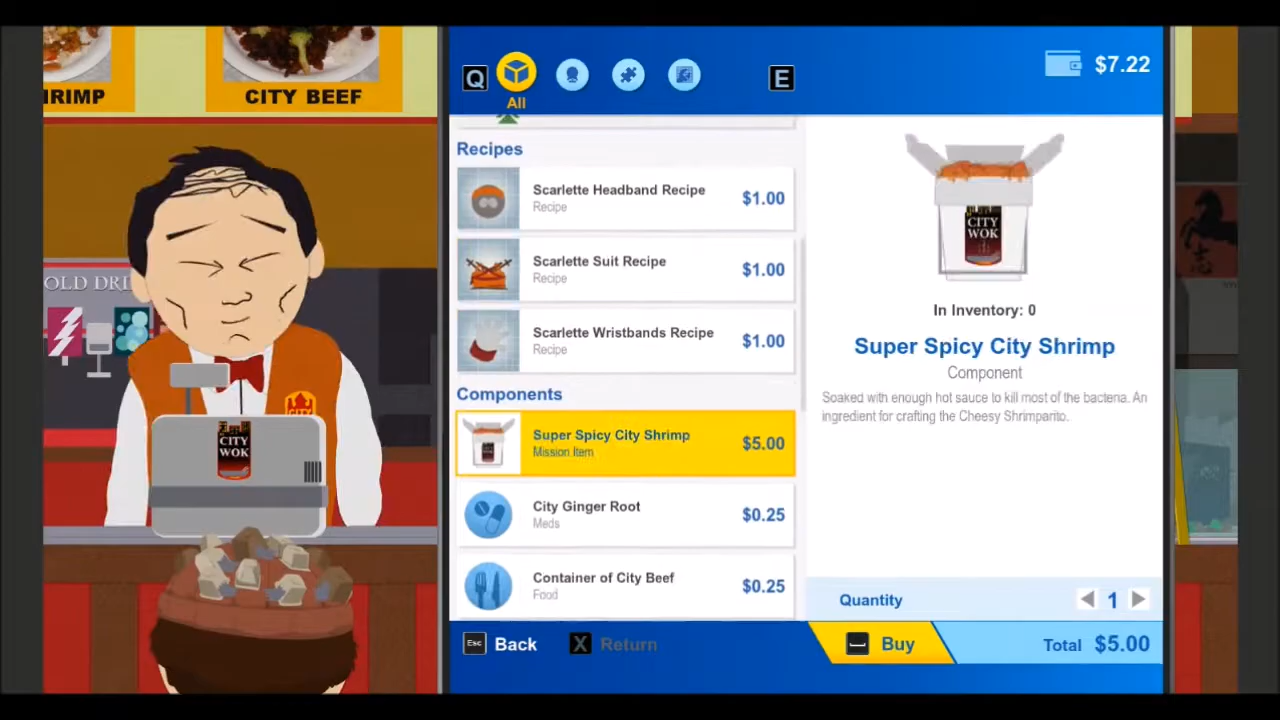 IRIMP
CITY BEEF
OLD DRI
CITY
CITY
WOK
Q
All
E
$7.22
Recipes
Scarlette Headband Recipe
Recipe
$1.00
Scarlette Suit Recipe
Recipe
$1.00
Scarlette Wristbands Recipe
Recipe
$1.00
Components
Super Spicy City Shrimp
Mission Item
$5.00
City Ginger Root
Meds
$0.25
Container of City Beef
Food
$0.25
CITY
WOK
In Inventory: 0
Super Spicy City Shrimp
Component
Soaked with enough hot sauce to kill most of the bacteria. An
ingredient for crafting the Cheesy Shrimparito.
Quantity
1
Esc Back
X Return
Buy
Total $5.00